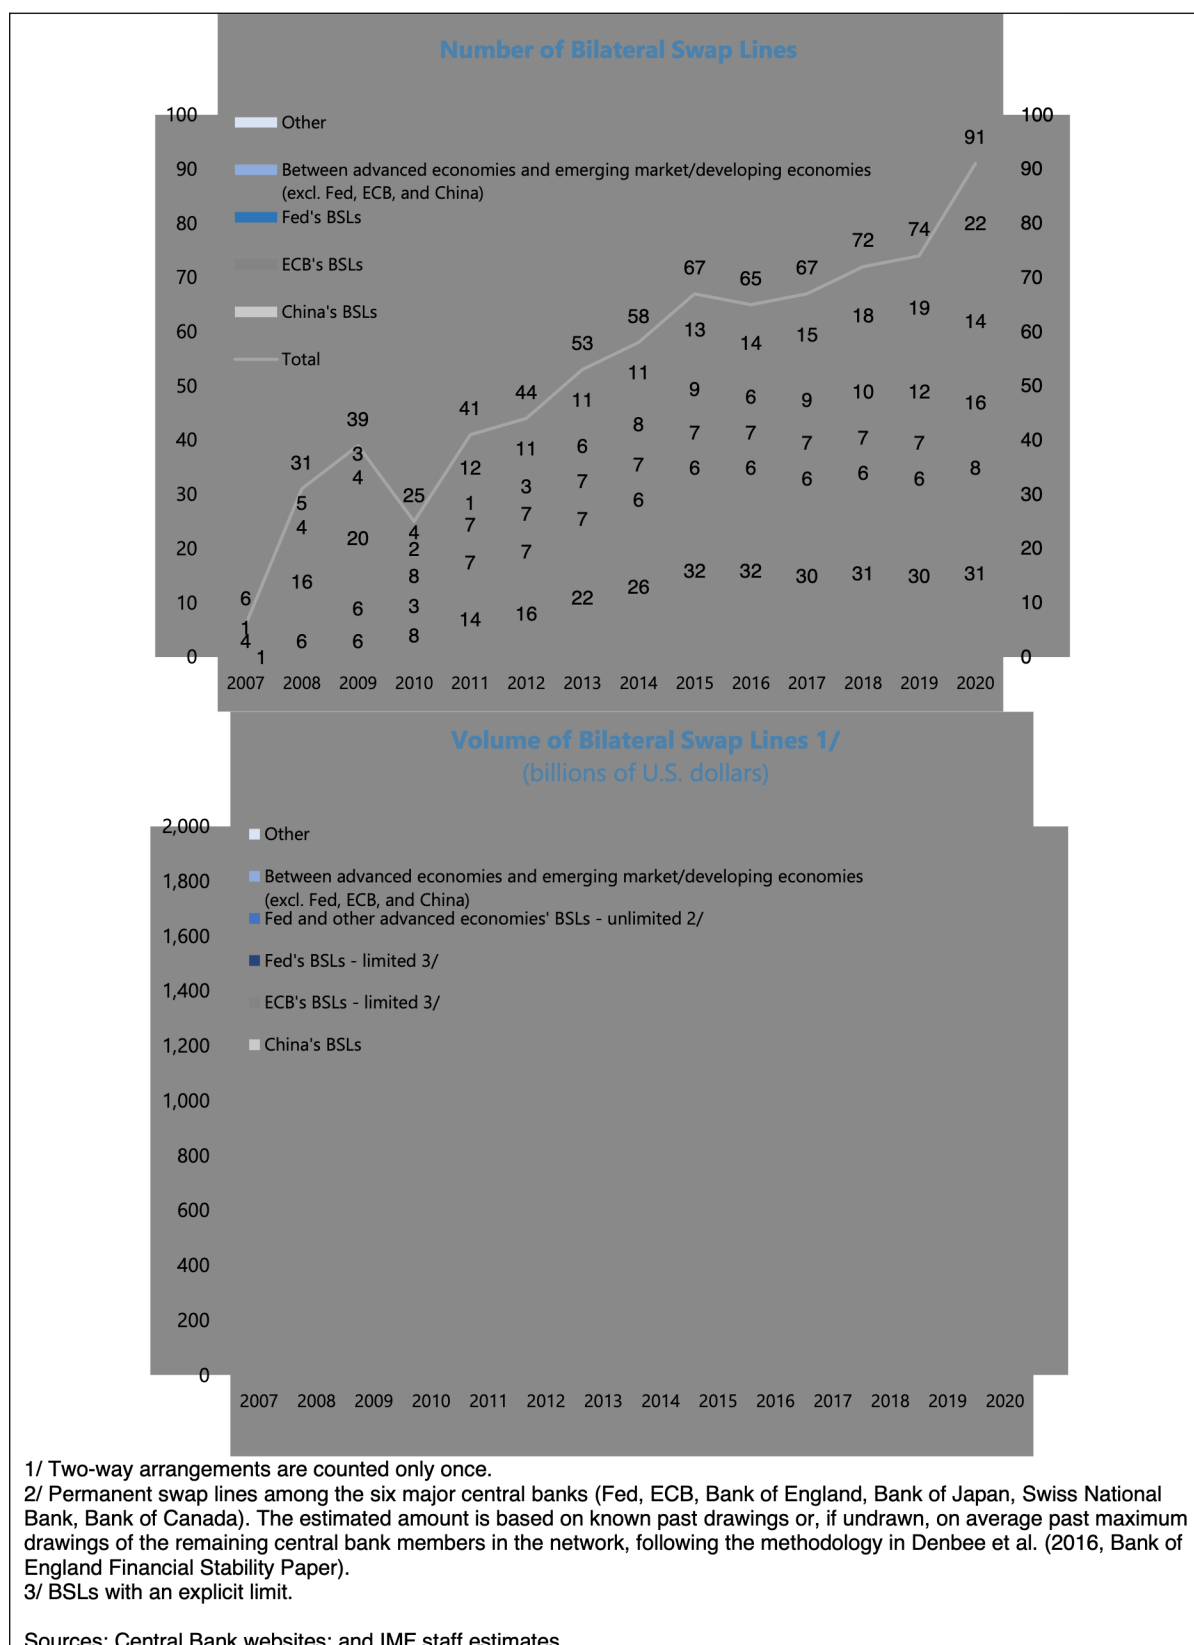 Number of Bilateral Swap Lines
100 100
Other 91
90 90
Between advanced economies and emerging market/developing economies
(excl. Fed, ECB, and China)
Fed's BSLs
80 74 22 80
72
ECB's BSLs
70 67 65 67 70
China's BSLs
58 18 19 14
60 13 14 15 60
Total
53
50 11 11 9 6 9 10 12 16 50
44
41
40 39 11 6 8 7 7 7 7 7 40
3
31 4 12 3 7 7 6 6 6 6 6 8
30 5 25 1 7 7 6 30
4 20 4 7 7
20 2 7 20
16 8 32 32 30 31 30 31
10 6 6 3 14 16 22 26 10
1
4 6 6 8
0 1 0
2007 2008 2009 2010 2011 2012 2013 2014 2015 2016 2017 2018 2019 2020
Volume of Bilateral Swap Lines 1/
(billions of U.S. dollars)
2,000
Other
1,800
Between advanced economies and emerging market/developing economies
(excl. Fed, ECB, and China)
Fed and other advanced economies' BSLs - unlimited 2/
1,600
Fed's BSLs - limited 3/
1,400
ECB's BSLs - limited 3/
1,200
China's BSLs
1,000
800
600
400
200
0
2007 2008 2009 2010 2011 2012 2013 2014 2015 2016 2017 2018 2019 2020
1/ Two-way arrangements are counted only once.
2/ Permanent swap lines among the six major central banks (Fed, ECB, Bank of England, Bank of Japan, Swiss National
Bank, Bank of Canada). The estimated amount is based on known past drawings or, if undrawn, on average past maximum
drawings of the remaining central bank members in the network, following the methodology in Denbee et al. (2016, Bank of
England Financial Stability Paper).
3/ BSLs with an explicit limit.
Sources: Central Bank websites; and IMF staff estimates